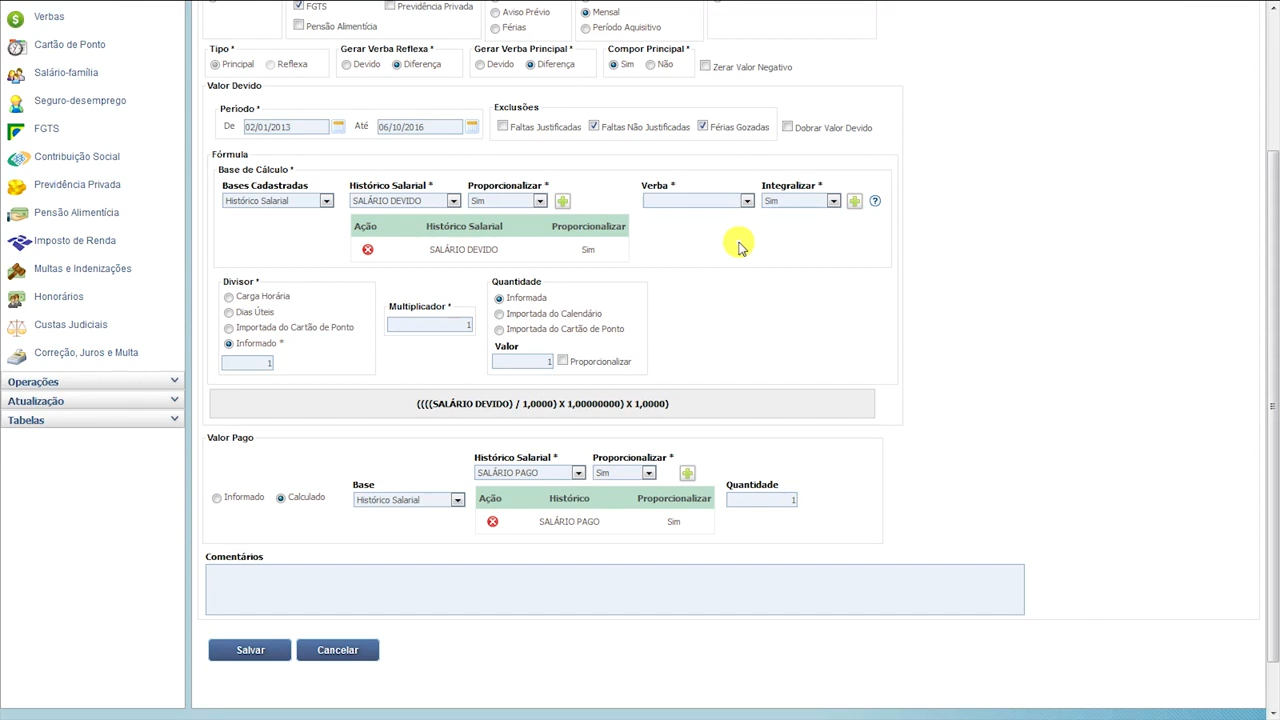 Verbas
Cartão de Ponto
Salário-família
Seguro-desemprego
FGTS
Contribuição Social
Previdência Privada
Pensão Alimentícia
Imposto de Renda
Multas e Indenizações
Honorários
Custas Judiciais
Correção, Juros e Multa
Operações
Atualização
Tabelas
FGTS Previdência Privada Aviso Prévio Mensal
Pensão Alimentícia Férias Período Aquisitivo
Tipo * Gerar Verba Reflexa * Gerar Verba Principal * Compor Principal *
Principal Reflexa Devido Diferença Devido Diferença Sim Não Zerar Valor Negativo
Valor Devido
Período * Exclusões
De 02/01/2013 Até 06/10/2016 Faltas Justificadas Faltas Não Justificadas Férias Gozadas Dobrar Valor Devido
Fórmula
Base de Cálculo *
Bases Cadastradas Histórico Salarial * Proporcionalizar * Verba * Integralizar *
Histórico Salarial SALÁRIO DEVIDO Sim Sim ?
Ação Histórico Salarial Proporcionalizar
SALÁRIO DEVIDO Sim
Divisor * Quantidade
Carga Horária Informada
Dias Úteis Multiplicador * Importada do Calendário
Importada do Cartão de Ponto 1 Importada do Cartão de Ponto
Informado * Valor
1 1 Proporcionalizar
((((SALÁRIO DEVIDO) / 1,0000) X 1,00000000) X 1,0000)
Valor Pago
Histórico Salarial * Proporcionalizar *
SALÁRIO PAGO Sim
Base Quantidade
Informado Calculado Histórico Salarial Ação Histórico Proporcionalizar 1
SALÁRIO PAGO Sim
Comentários
Salvar Cancelar